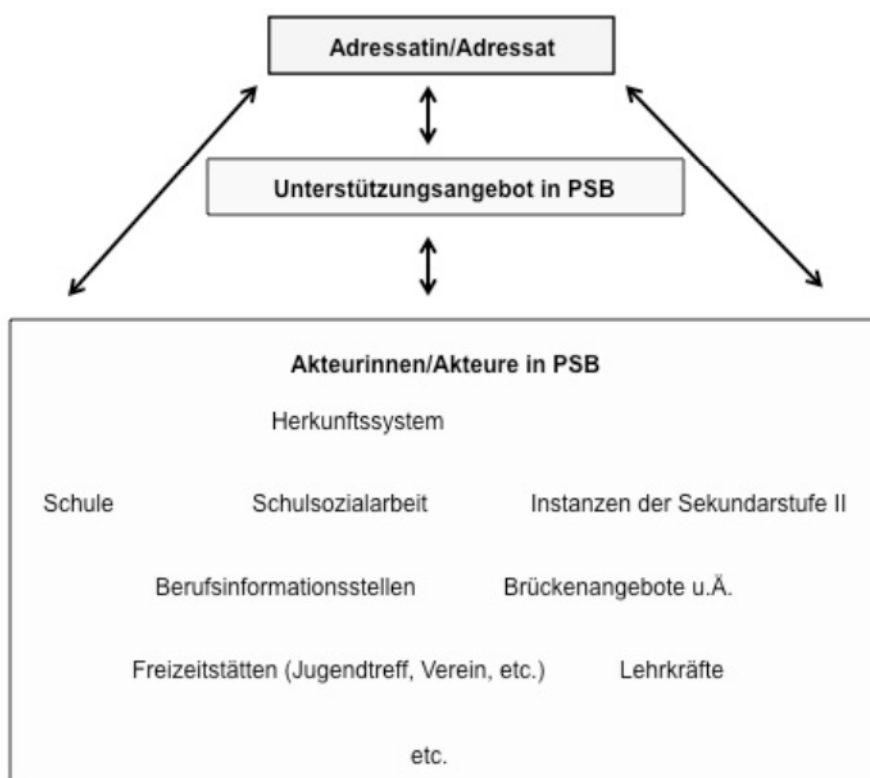 Adressatin/Adressat
Unterstützungsangebot in PSB
Akteurinnen/Akteure in PSB
Herkunftssystem
Schule Schulsozialarbeit Instanzen der Sekundarstufe II
Berufsinformationsstellen Brückenangebote u.Ä.
Freizeitstätten (Jugendtreff, Verein, etc.) Lehrkräfte
etc.